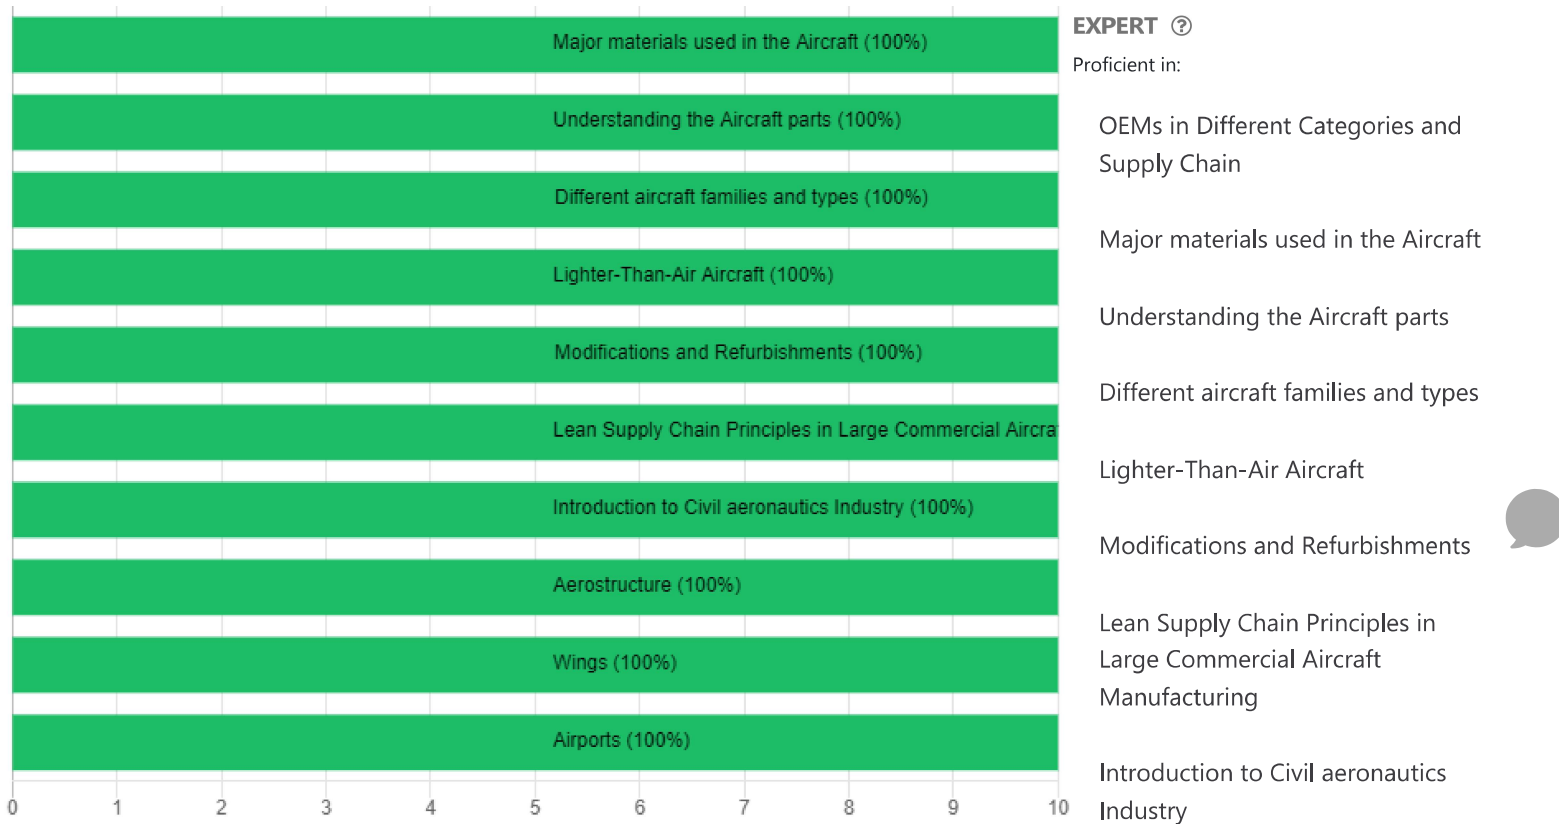 Major materials used in the Aircraft (100%)
Understanding the Aircraft parts (100%)
Different aircraft families and types (100%)
Lighter-Than-Air Aircraft (100%)
Modifications and Refurbishments (100%)
Lean Supply Chain Principles in Large Commercial Aircra
Introduction to Civil aeronautics Industry (100%)
Aerostructure (100%)
Wings (100%)
Airports (100%)
0 1 2 3 4 5 6 7 8 9 10
EXPERT ?
Proficient in:
OEMs in Different Categories and
Supply Chain
Major materials used in the Aircraft
Understanding the Aircraft parts
Different aircraft families and types
Lighter-Than-Air Aircraft
Modifications and Refurbishments
Lean Supply Chain Principles in
Large Commercial Aircraft
Manufacturing
Introduction to Civil aeronautics
Industry